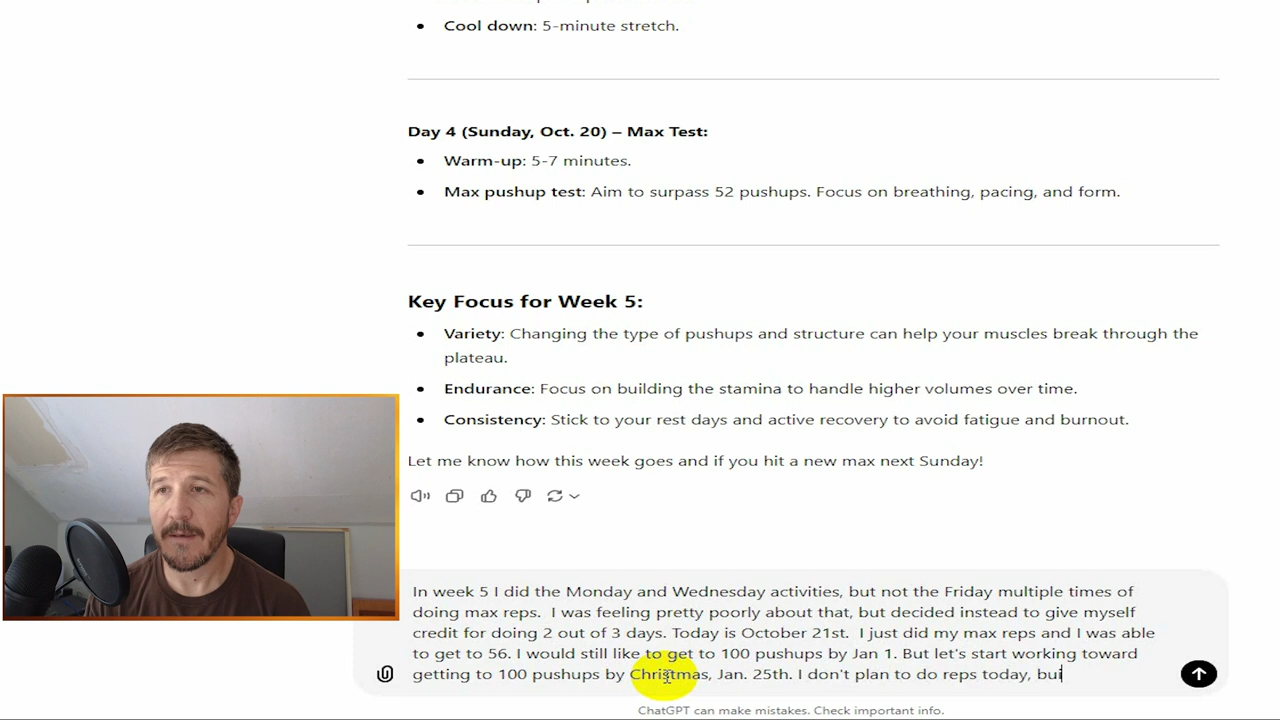 Cool down: 5-minute stretch.
Day 4 (Sunday, Oct. 20) – Max Test:
Warm-up: 5-7 minutes.
Max pushup test: Aim to surpass 52 pushups. Focus on breathing, pacing, and form.
Key Focus for Week 5:
Variety: Changing the type of pushups and structure can help your muscles break through the
plateau.
Endurance: Focus on building the stamina to handle higher volumes over time.
Consistency: Stick to your rest days and active recovery to avoid fatigue and burnout.
Let me know how this week goes and if you hit a new max next Sunday!
In week 5 I did the Monday and Wednesday activities, but not the Friday multiple times of
doing max reps.  I was feeling pretty poorly about that, but decided instead to give myself
credit for doing 2 out of 3 days. Today is October 21st.  I just did my max reps and I was able
to get to 56. I would still like to get to 100 pushups by Jan 1. But let's start working toward
getting to 100 pushups by Christmas, Jan. 25th. I don't plan to do reps today, bui
ChatGPT can make mistakes. Check important info.